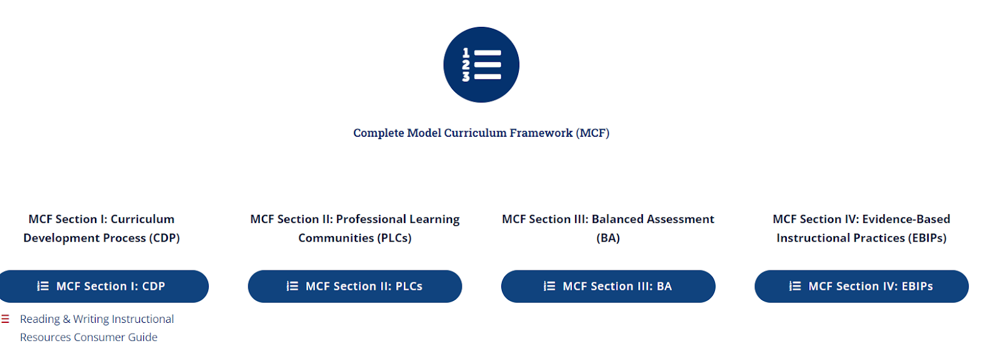 1
2
3
Complete Model Curriculum Framework (MCF)
MCF Section I: Curriculum
Development Process (CDP)
MCF Section II: Professional Learning
Communities (PLCs)
MCF Section III: Balanced Assessment
(BA)
MCF Section IV: Evidence-Based
Instructional Practices (EBIPs)
MCF Section I: CDP
MCF Section II: PLCs
MCF Section III: BA
MCF Section IV: EBIPs
Reading & Writing Instructional
Resources Consumer Guide